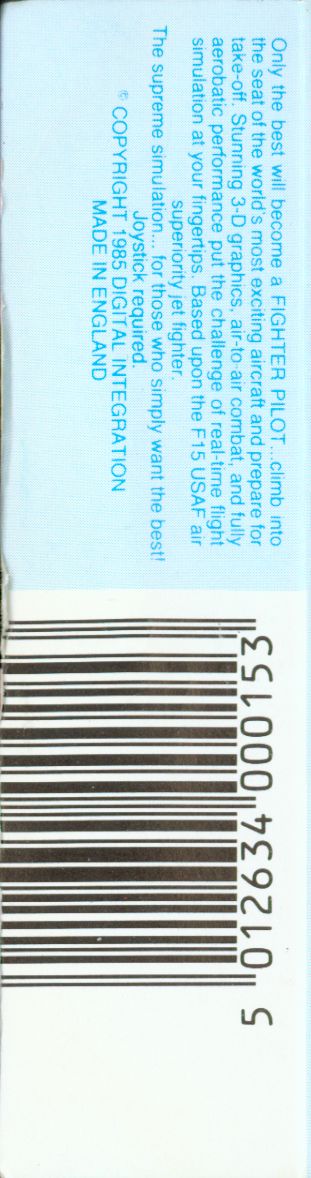 Only the best will become a FIGHTER PILOT...climb into
the seat of the world's most exciting aircraft and prepare for
take-off. Stunning 3-D graphics, air-to-air combat, and fully
aerobatic performance put the challenge of real-time flight
simulation at your fingertips. Based upon the F15 USAF air
superiority jet fighter.
The supreme simulation... for those who simply want the best!
Joystick required.
© COPYRIGHT 1985 DIGITAL INTEGRATION
MADE IN ENGLAND
5 012634 000153